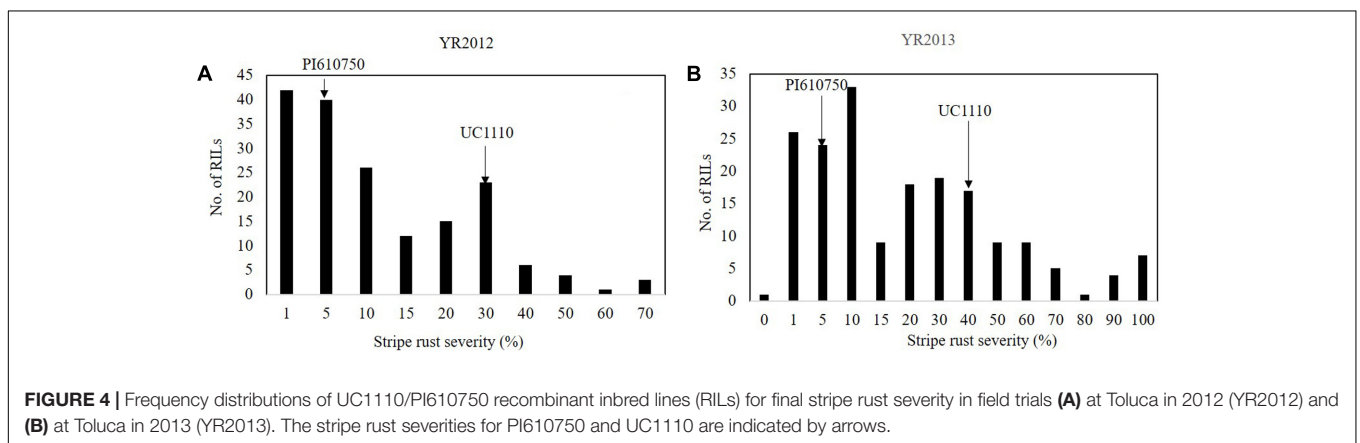 YR2012
A
PI610750
UC1110
45
40
35
30
25
20
15
10
5
0
No. of RILs
1 5 10 15 20 30 40 50 60 70
Stripe rust severity (%)
YR2013
B
PI610750
UC1110
35
30
25
20
15
10
5
0
No. of RILs
0 1 5 10 15 20 30 40 50 60 70 80 90 100
Stripe rust severity (%)
FIGURE 4 | Frequency distributions of UC1110/PI610750 recombinant inbred lines (RILs) for final stripe rust severity in field trials (A) at Toluca in 2012 (YR2012) and
(B) at Toluca in 2013 (YR2013). The stripe rust severities for PI610750 and UC1110 are indicated by arrows.